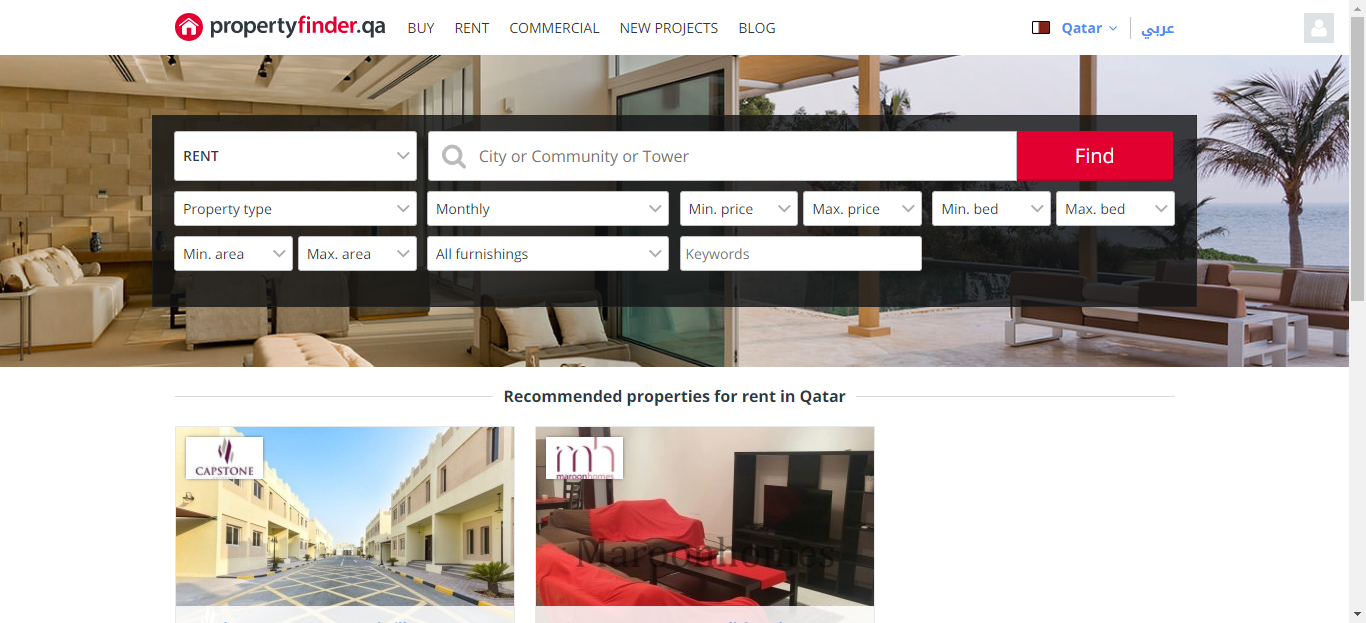 propertyfinder.qa BUY RENT COMMERCIAL NEW PROJECTS BLOG Qatar عربي
RENT City or Community or Tower Find
Property type Monthly Min. price Max. price Min. bed Max. bed
Min. area Max. area All furnishings Keywords
Recommended properties for rent in Qatar
CAPSTONE
mh
maroonhomes
Maroonhomes